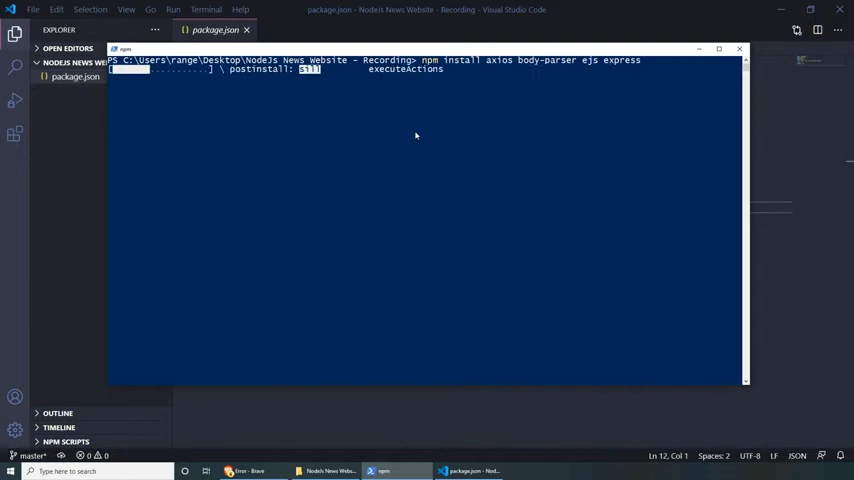 File Edit Selection View Go Run Terminal Help
package.json - NodeJs News Website - Recording - Visual Studio Code
EXPLORER
{} package.json
OPEN EDITORS
NODEJS NEWS WE
{} package.json
npm
PS C:\Users\range\Desktop\NodeJs News Website - Recording> npm install axios body-parser ejs express
[ ...........] \ postinstall: sill executeActions
OUTLINE
TIMELINE
NPM SCRIPTS
master* 0 0
Ln 12, Col 1 Spaces: 2 UTF-8 LF JSON
Type here to search
Error - Brave
NodeJs News Websi...
npm
package.json - Nod...